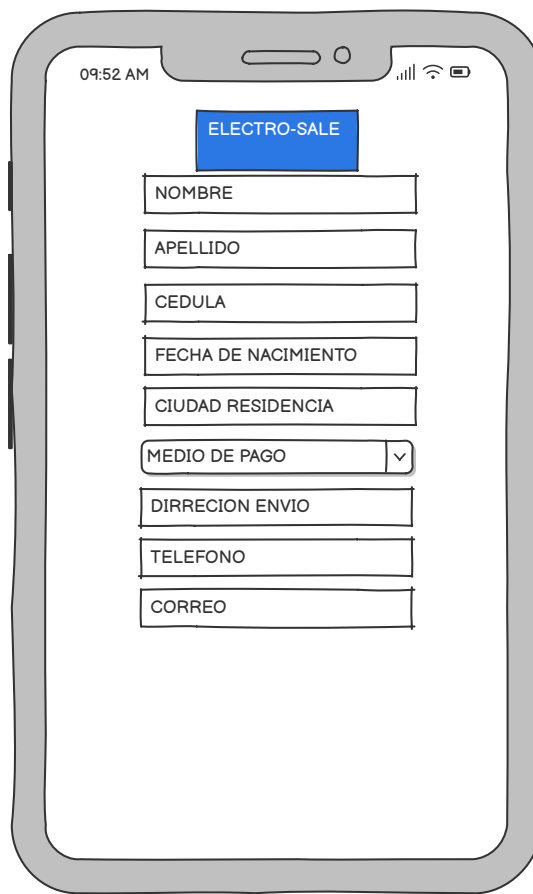 09:52 AM
ELECTRO-SALE
NOMBRE
APELLIDO
CEDULA
FECHA DE NACIMIENTO
CIUDAD RESIDENCIA
MEDIO DE PAGO
DIRRECION ENVIO
TELEFONO
CORREO